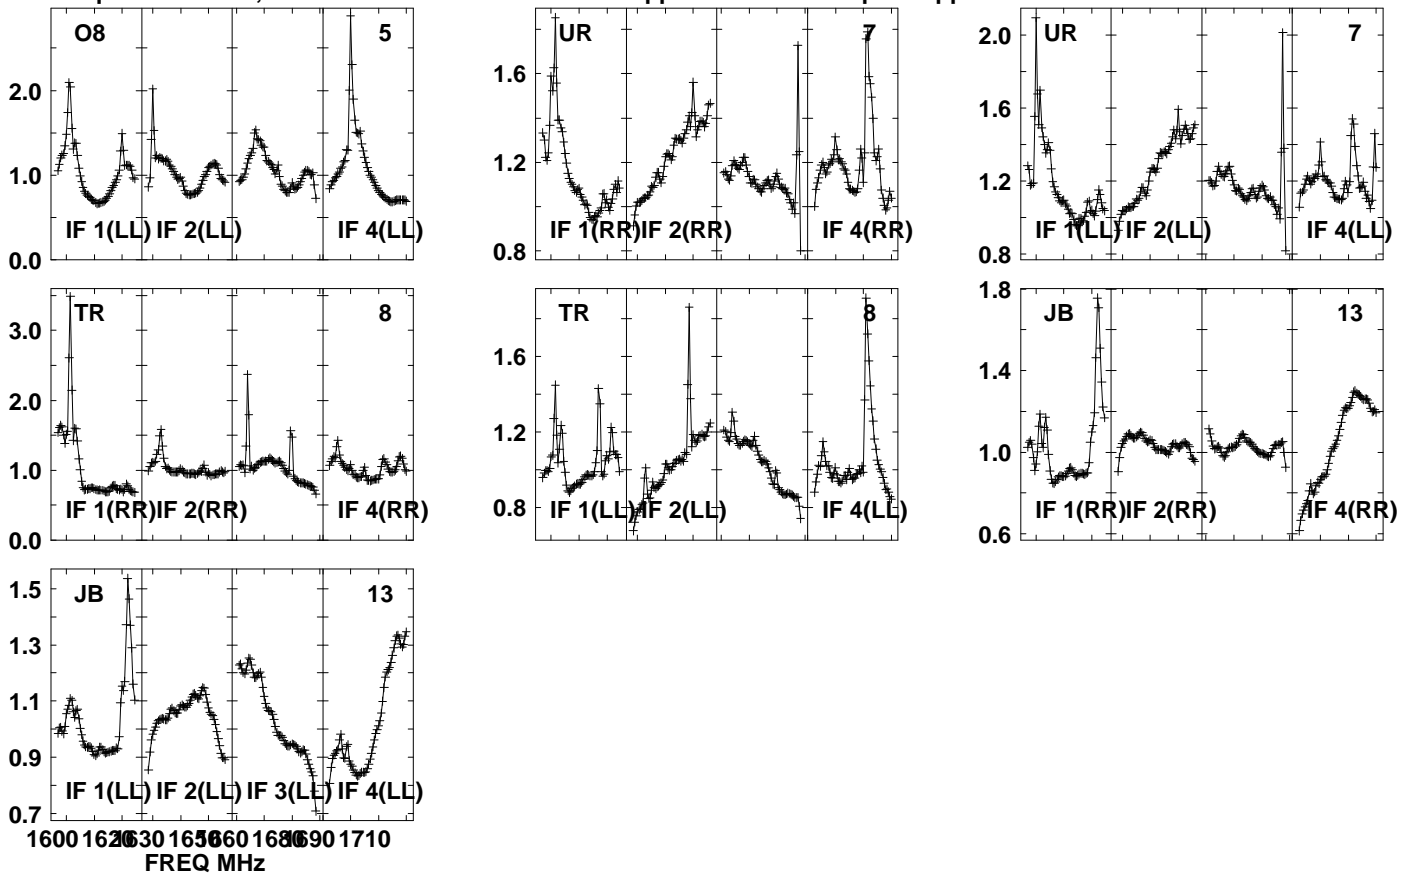 O8 5
2.0
1.0
0.0
IF 1(LL) IF 2(LL) IF 4(LL)
UR 7
1.6
1.2
0.8
IF 1(RR) IF 2(RR) IF 4(RR)
UR 7
2.0
1.6
1.2
0.8
IF 1(LL) IF 2(LL) IF 4(LL)
TR 8
3.0
2.0
1.0
0.0
IF 1(RR) IF 2(RR) IF 4(RR)
TR 8
1.6
1.2
0.8
IF 1(LL) IF 2(LL) IF 4(LL)
JB 13
1.8
1.4
1.0
0.6
IF 1(RR) IF 2(RR) IF 4(RR)
JB 13
1.5
1.3
1.1
0.9
0.7
IF 1(LL) IF 2(LL) IF 3(LL) IF 4(LL)
1600 1620 1630 1650 1660 1680 1690 1710
FREQ MHz